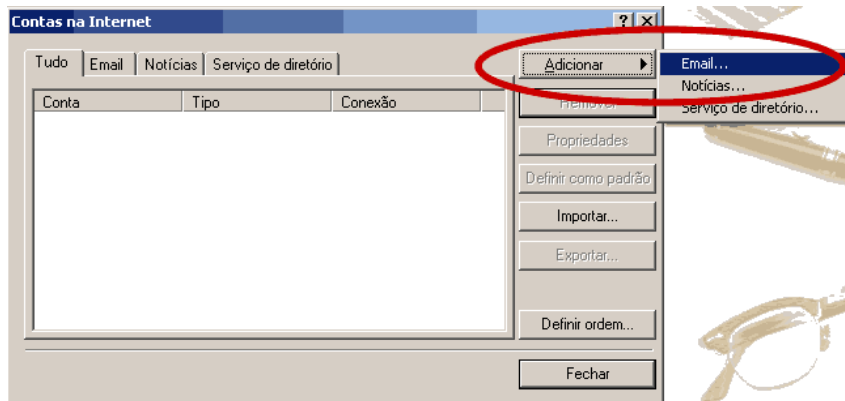 Contas na Internet
Tudo Email Notícias Serviço de diretório
Conta Tipo Conexão
Adicionar
Email...
Notícias...
Serviço de diretório...
Remover
Propriedades
Definir como padrão
Importar...
Exportar...
Definir ordem...
Fechar